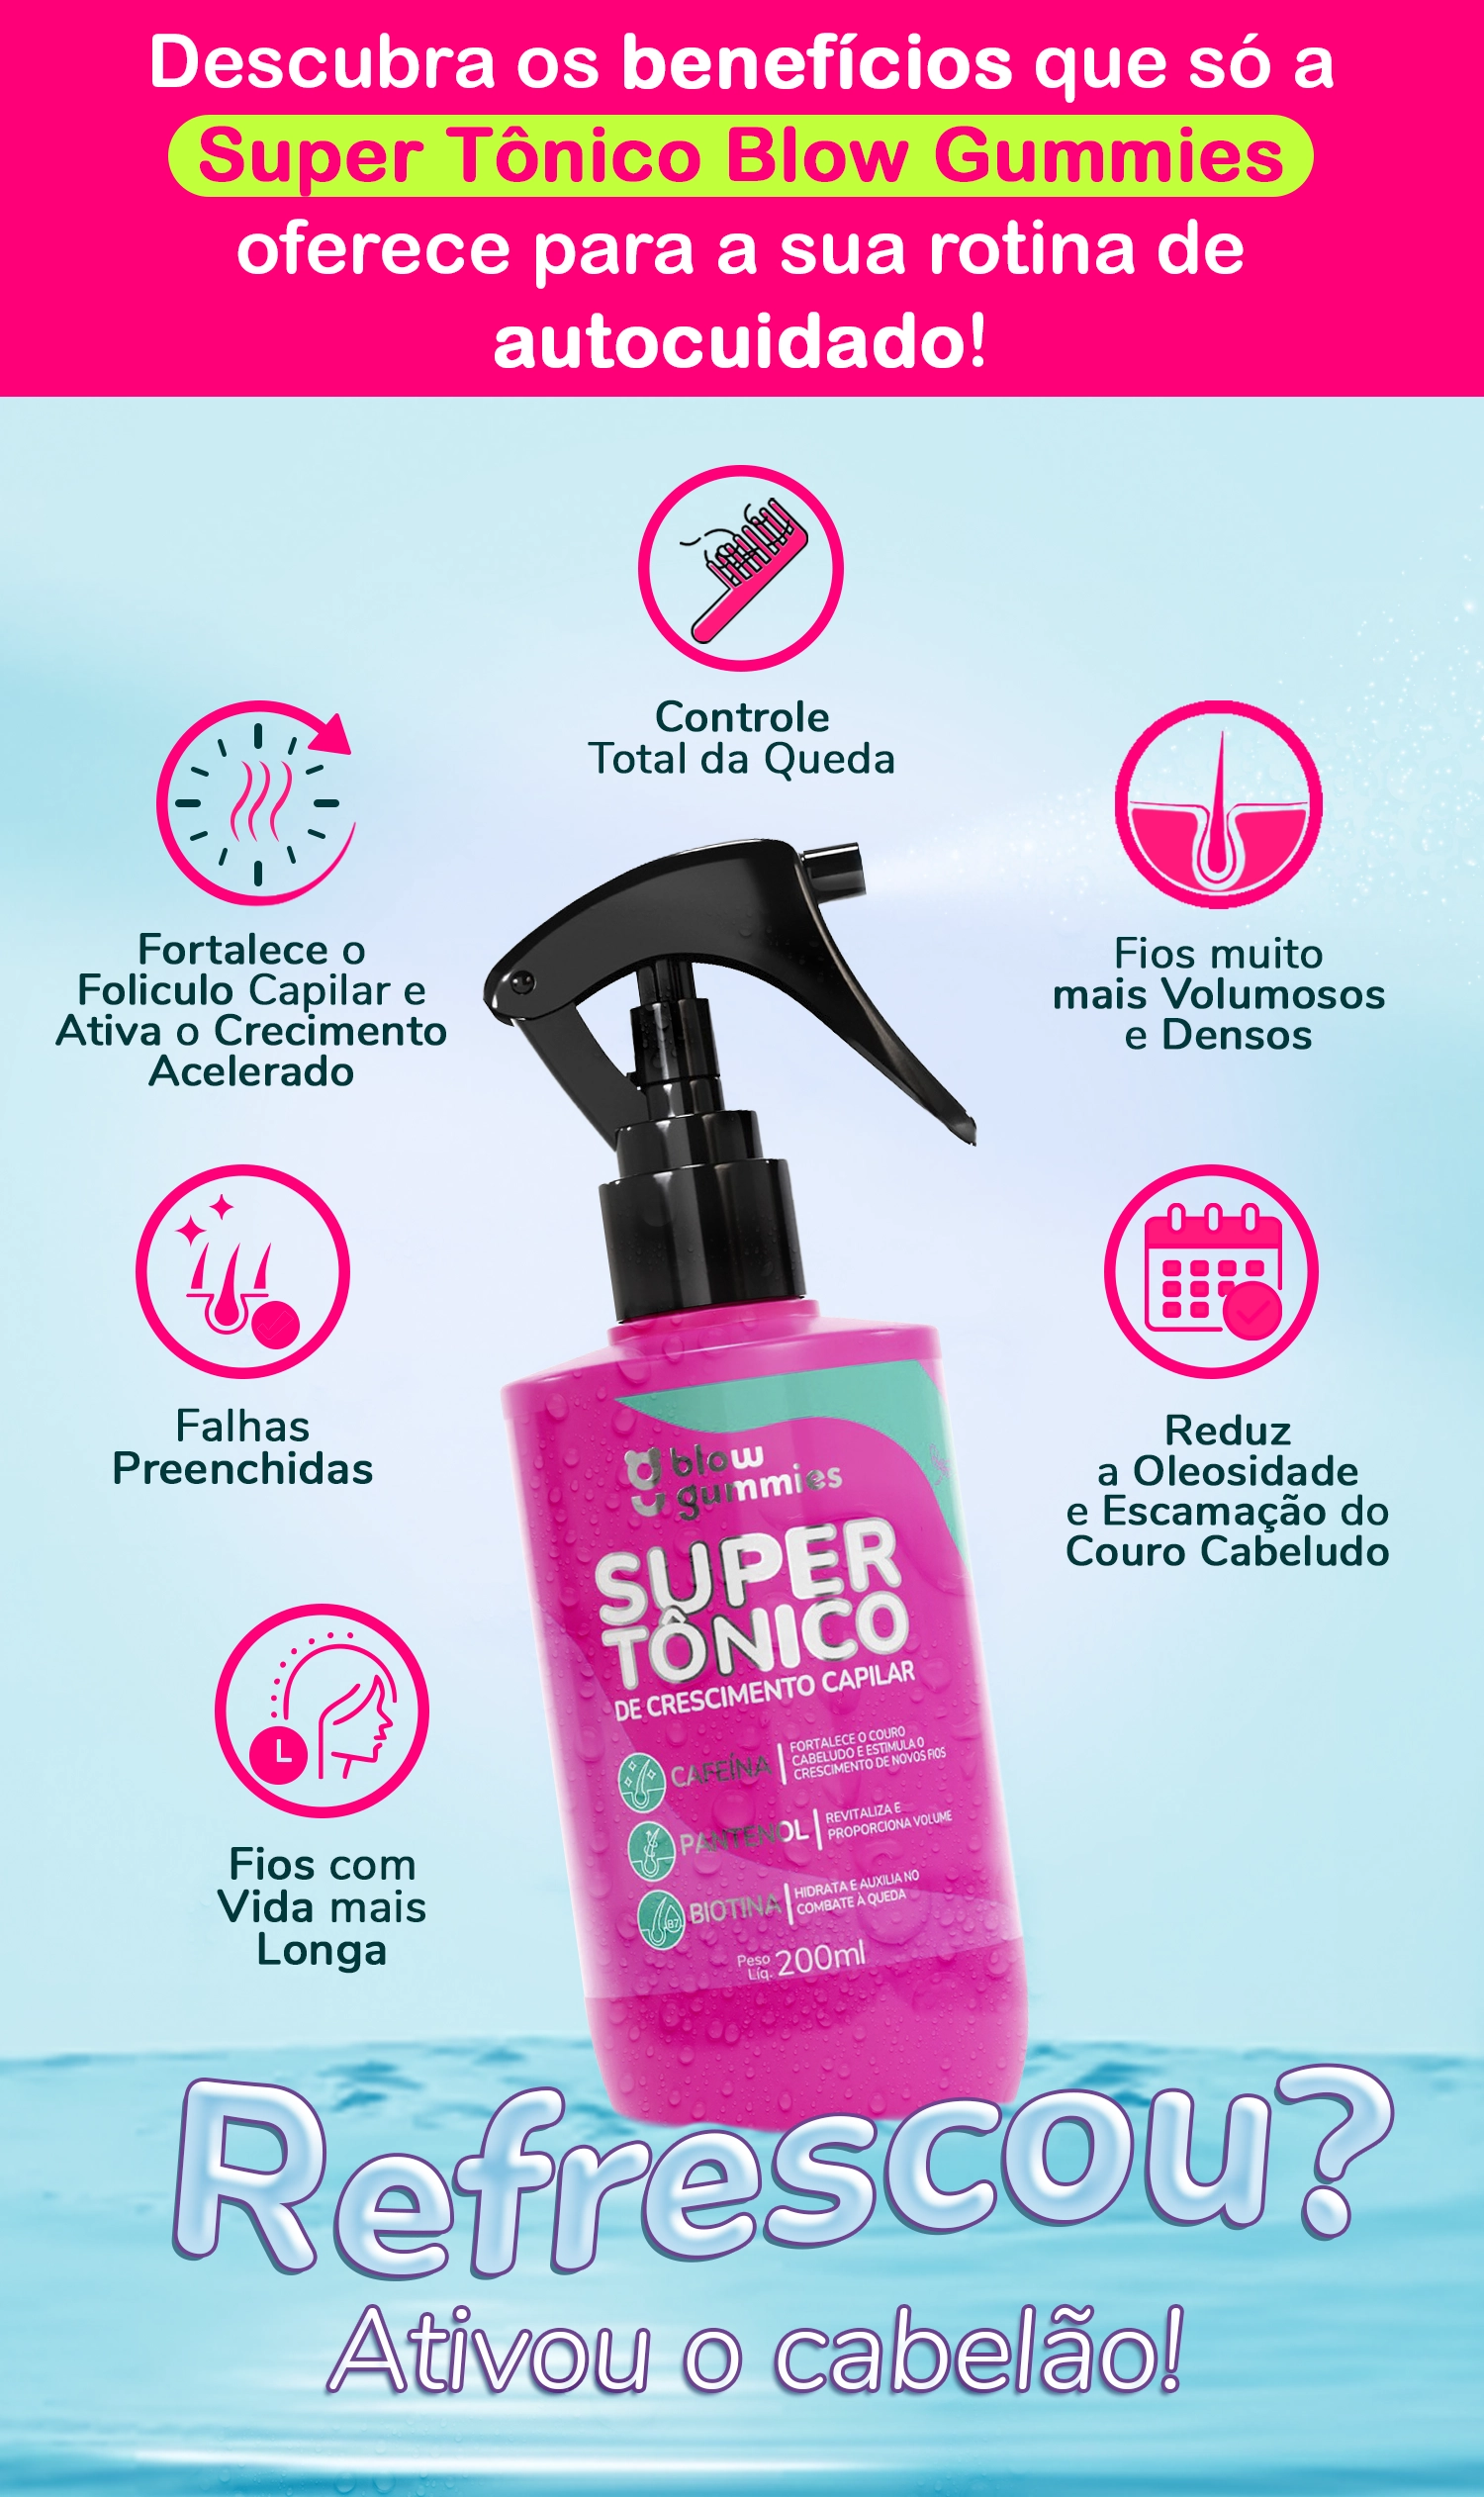 Descubra os benefícios que só a
Super Tônico Blow Gummies
oferece para a sua rotina de
autocuidado!
Controle
Total da Queda
Fortalece o
Foliculo Capilar e
Ativa o Crecimento
Acelerado
Fios muito
mais Volumosos
e Densos
Falhas
Preenchidas
Reduz
a Oleosidade
e Escamação do
Couro Cabeludo
Fios com
Vida mais
Longa
blow
gummies
SUPER
TÔNICO
DE CRESCIMENTO CAPILAR
CAFEÍNA
FORTALECE O COURO
CABELUDO E ESTIMULA O
CRESCIMENTO DE NOVOS FIOS
PANTENOL
REVITALIZA E
PROPORCIONA VOLUME
B7
BIOTINA
HIDRATA E AUXILIA NO
COMBATE À QUEDA
Peso
Líq. 200ml
Refrescou?
Ativou o cabelão!